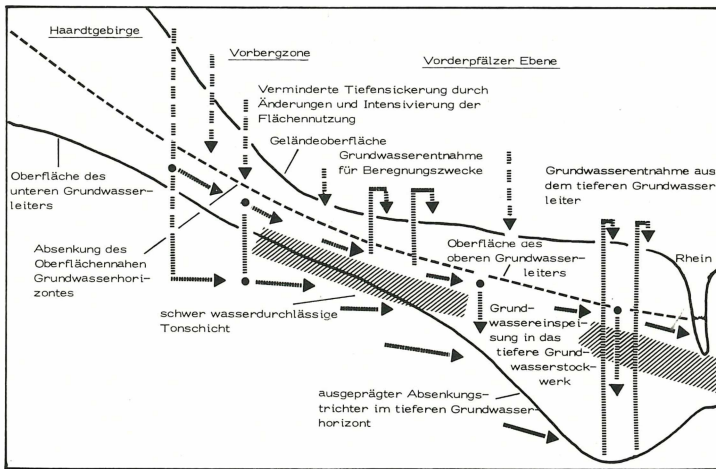 Haardtgebirge
Vorbergzone
Vorderpfälzer Ebene
Verminderte Tiefensickerung durch
Änderungen und Intensivierung der
Flächennutzung
Geländeoberfläche
Grundwasserentnahme
für Beregnungszwecke
Grundwasserentnahme aus
dem tieferen Grundwasser
leiter
Oberfläche des
unteren Grundwasser-
leiters
Absenkung des
Oberflächennahen
Grundwasserhori-
zontes
Oberfläche des
oberen Grundwasser-
leiters
Rhein
schwer wasserdurchlässige
Tonschicht
Grund-
wassereinspei-
sung in das
tiefere Grund-
wasserstock-
werk
ausgeprägter Absenkungs-
trichter im tieferen Grundwasser-
horizont